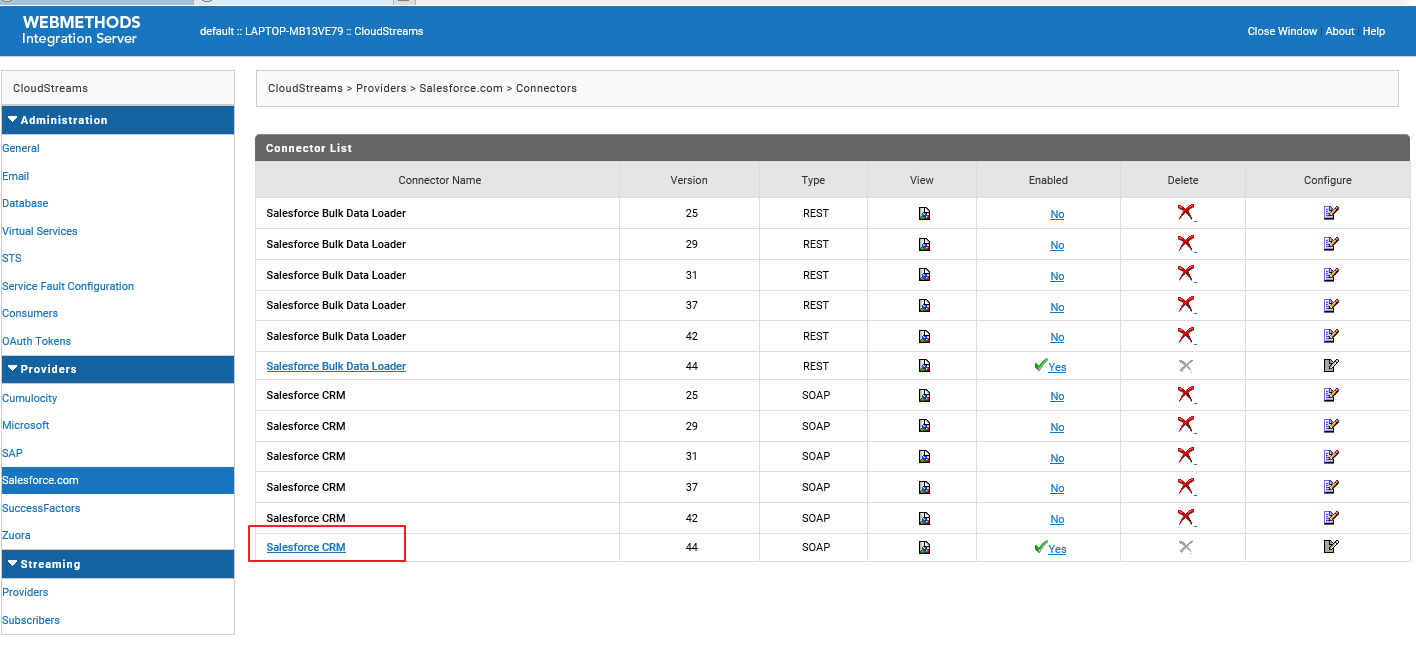 WEBMETHODS
Integration Server
default :: LAPTOP-MB13VE79 :: CloudStreams
Close Window | About | Help
CloudStreams
Administration
General
Email
Database
Virtual Services
STS
Service Fault Configuration
Consumers
OAuth Tokens
Providers
Cumulocity
Microsoft
SAP
Salesforce.com
SuccessFactors
Zuora
Streaming
Providers
Subscribers
CloudStreams > Providers > Salesforce.com > Connectors
Connector List
Connector Name Version Type View Enabled Delete Configure
Salesforce Bulk Data Loader 25 REST No
Salesforce Bulk Data Loader 29 REST No
Salesforce Bulk Data Loader 31 REST No
Salesforce Bulk Data Loader 37 REST No
Salesforce Bulk Data Loader 42 REST No
Salesforce Bulk Data Loader 44 REST Yes
Salesforce CRM 25 SOAP No
Salesforce CRM 29 SOAP No
Salesforce CRM 31 SOAP No
Salesforce CRM 37 SOAP No
Salesforce CRM 42 SOAP No
Salesforce CRM 44 SOAP Yes